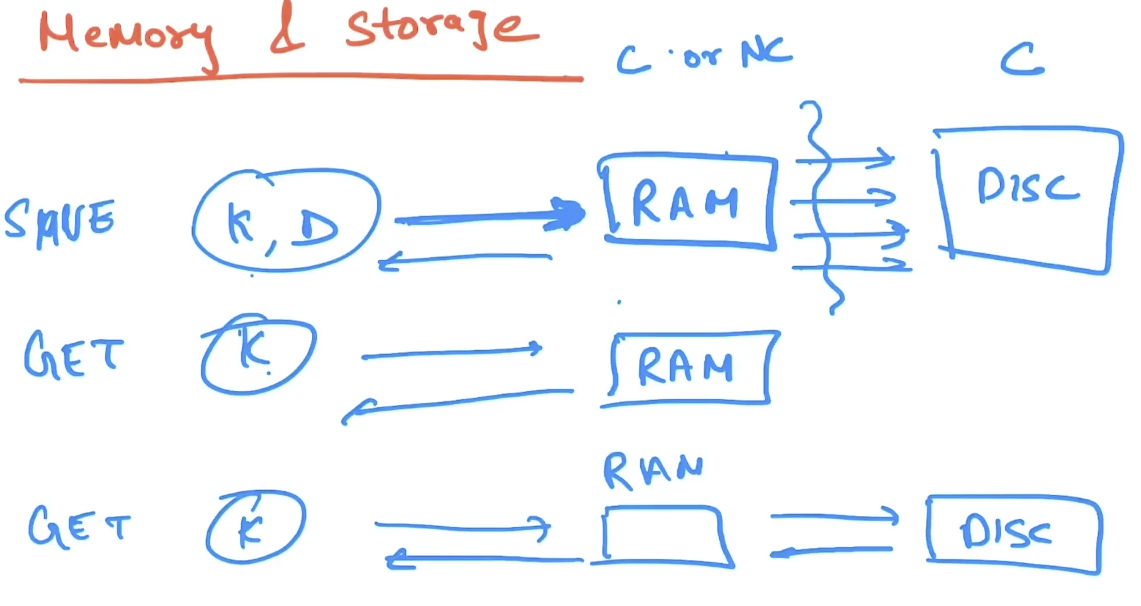 Memory & Storage
C or NC
C
SAVE
K, D
RAM
DISC
GET
K
RAM
RAM
GET
K
DISC